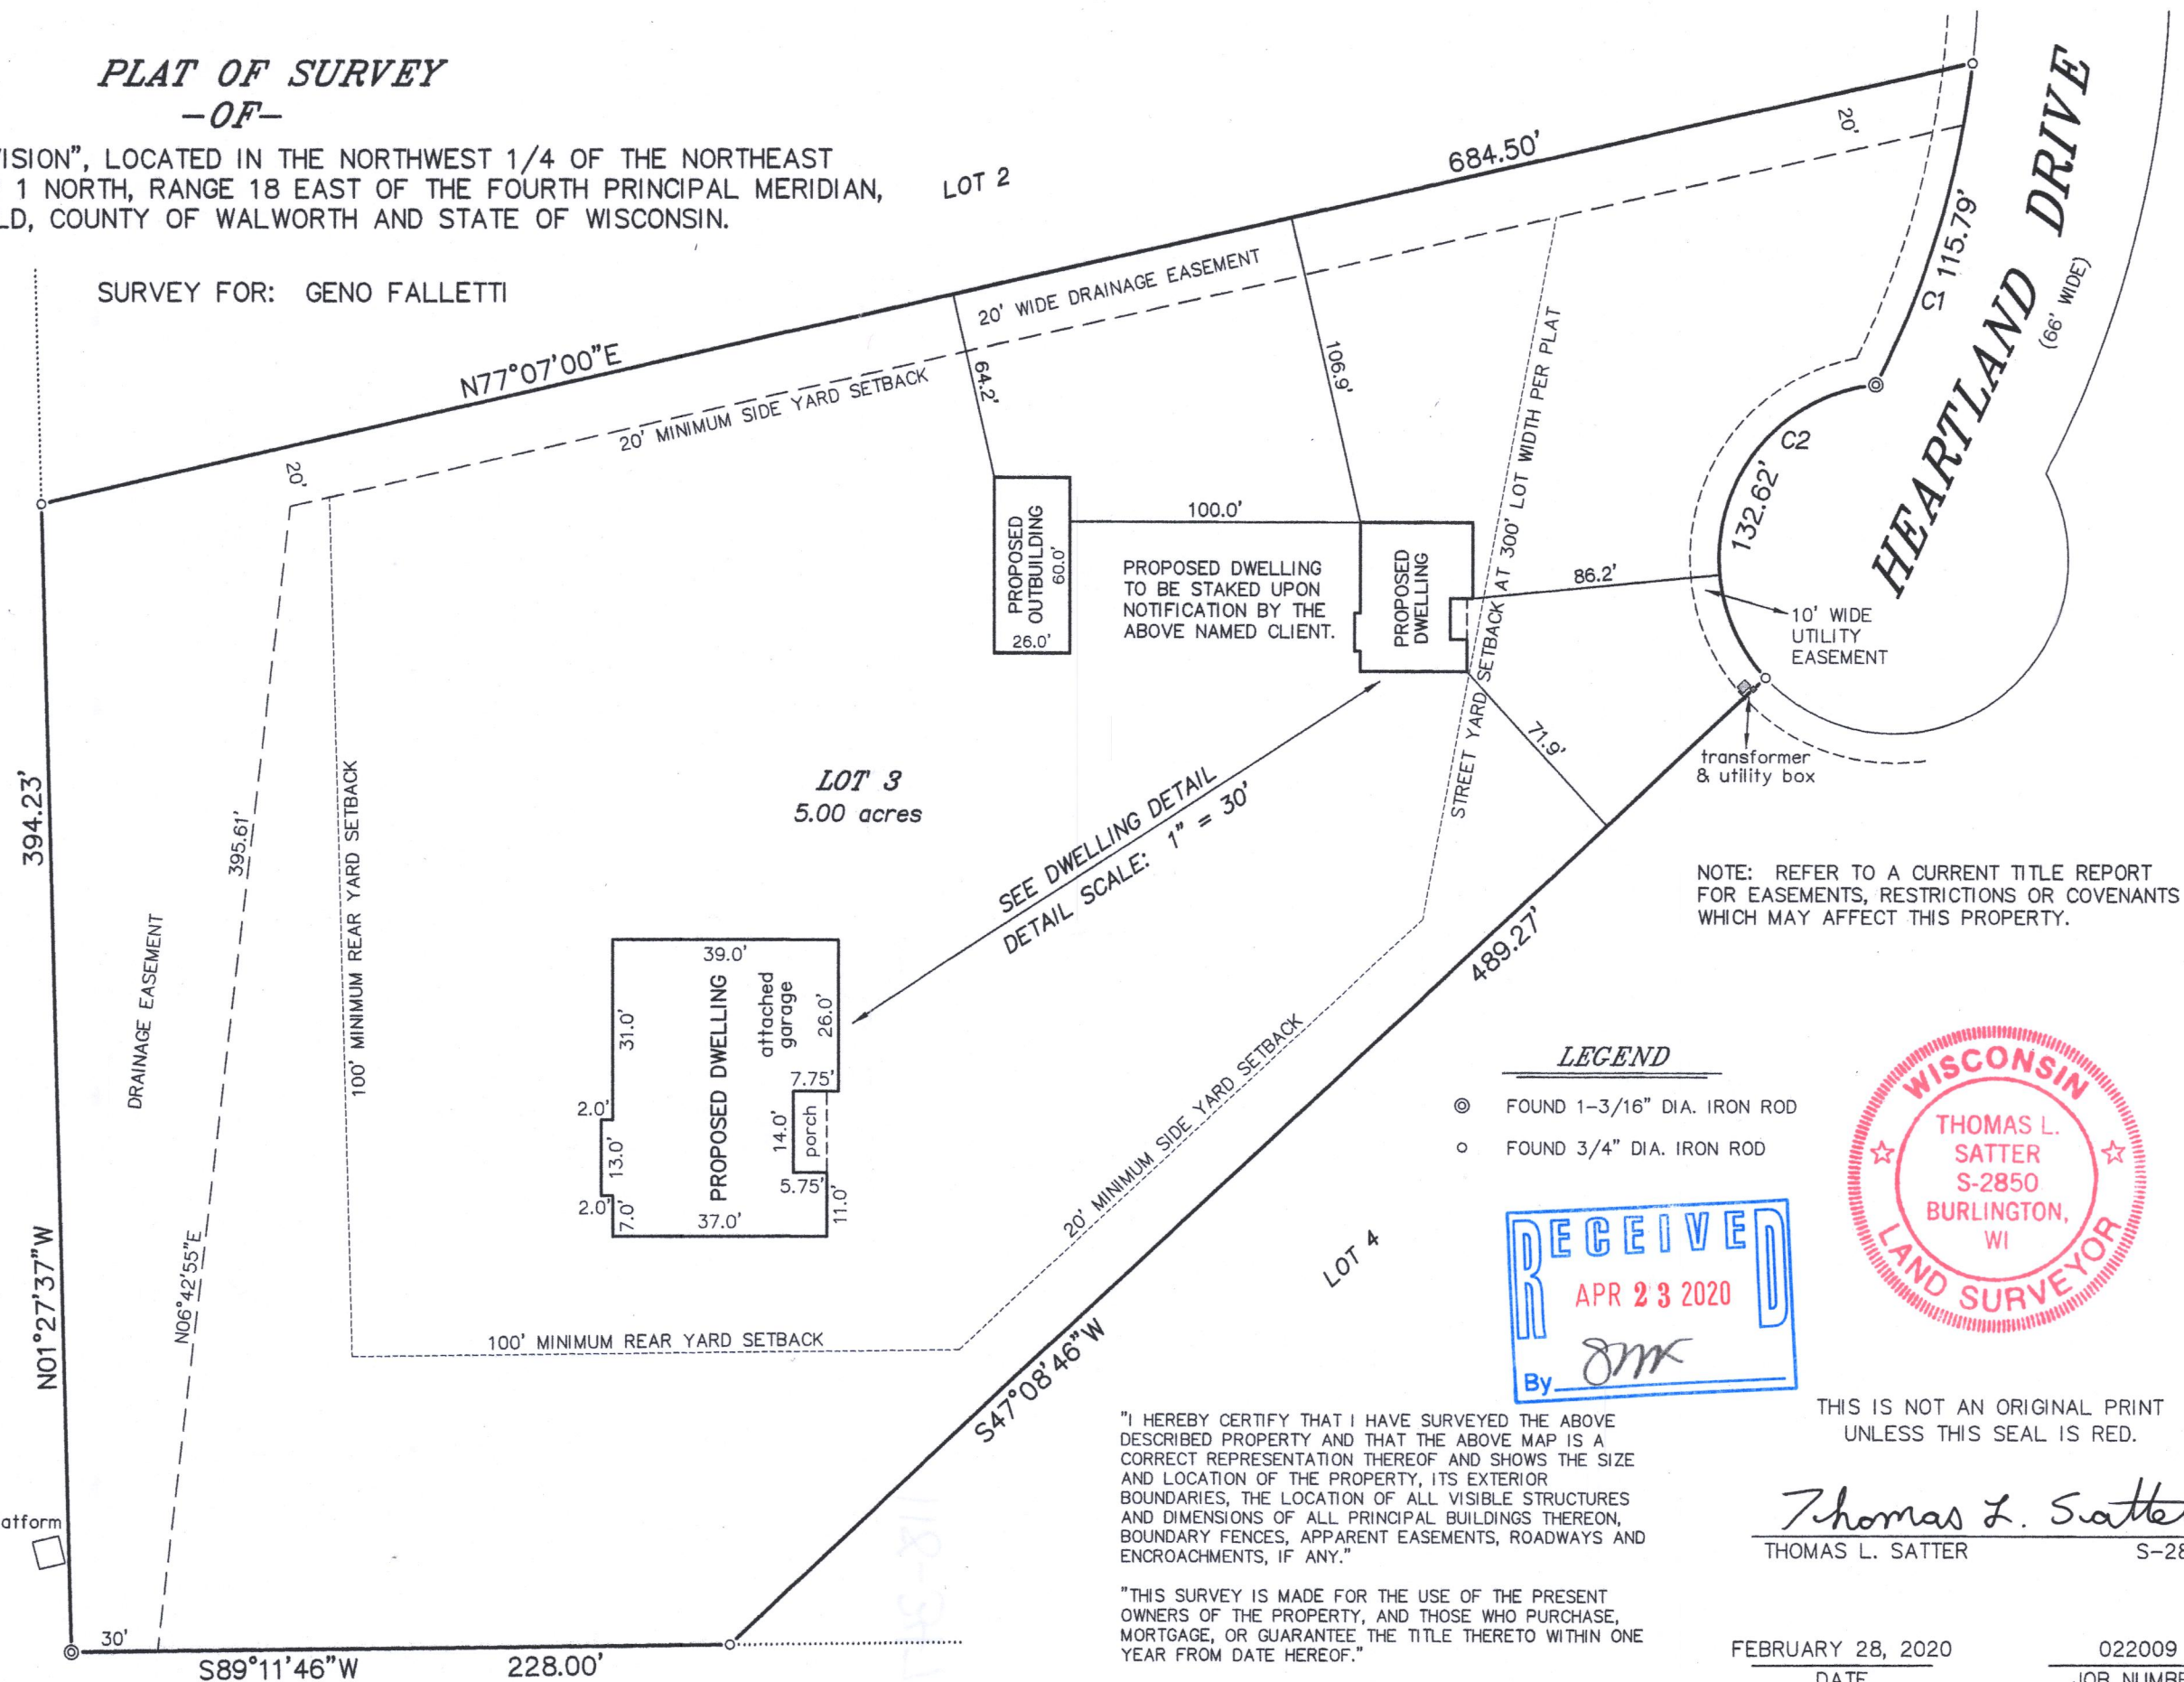 PLAT OF SURVEY
-OF-
VISION", LOCATED IN THE NORTHWEST 1/4 OF THE NORTHEAST
1 NORTH, RANGE 18 EAST OF THE FOURTH PRINCIPAL MERIDIAN,
LD, COUNTY OF WALWORTH AND STATE OF WISCONSIN.
SURVEY FOR: GENO FALLETTI
LOT 2
684.50'
N77°07'00"E
20' WIDE DRAINAGE EASEMENT
20' MINIMUM SIDE YARD SETBACK
20'
20'
64.2'
106.9'
STREET YARD SETBACK AT 300' LOT WIDTH PER PLAT
C1 115.79'
HEARTLAND DRIVE
(66' WIDE)
C2
132.62'
PROPOSED
OUTBUILDING
60.0'
26.0'
100.0'
PROPOSED DWELLING
TO BE STAKED UPON
NOTIFICATION BY THE
ABOVE NAMED CLIENT.
PROPOSED
DWELLING
86.2'
71.9'
10' WIDE
UTILITY
EASEMENT
transformer
& utility box
394.23'
N01°27'37"W
395.61'
N06°42'55"E
DRAINAGE EASEMENT
100' MINIMUM REAR YARD SETBACK
LOT 3
5.00 acres
SEE DWELLING DETAIL
DETAIL SCALE: 1" = 30'
39.0'
31.0'
PROPOSED DWELLING
attached
garage
26.0'
7.75'
2.0'
13.0'
14.0'
porch
5.75'
2.0'
7.0'
37.0'
11.0'
100' MINIMUM REAR YARD SETBACK
20' MINIMUM SIDE YARD SETBACK
489.27'
S47°08'46"W
LOT 4
NOTE: REFER TO A CURRENT TITLE REPORT
FOR EASEMENTS, RESTRICTIONS OR COVENANTS
WHICH MAY AFFECT THIS PROPERTY.
LEGEND
FOUND 1-3/16" DIA. IRON ROD
FOUND 3/4" DIA. IRON ROD
WISCONSIN
THOMAS L.
SATTER
S-2850
BURLINGTON,
WI
LAND SURVEYOR
RECEIVED
APR 23 2020
By
THIS IS NOT AN ORIGINAL PRINT
UNLESS THIS SEAL IS RED.
"I HEREBY CERTIFY THAT I HAVE SURVEYED THE ABOVE
DESCRIBED PROPERTY AND THAT THE ABOVE MAP IS A
CORRECT REPRESENTATION THEREOF AND SHOWS THE SIZE
AND LOCATION OF THE PROPERTY, ITS EXTERIOR
BOUNDARIES, THE LOCATION OF ALL VISIBLE STRUCTURES
AND DIMENSIONS OF ALL PRINCIPAL BUILDINGS THEREON,
BOUNDARY FENCES, APPARENT EASEMENTS, ROADWAYS AND
ENCROACHMENTS, IF ANY."
"THIS SURVEY IS MADE FOR THE USE OF THE PRESENT
OWNERS OF THE PROPERTY, AND THOSE WHO PURCHASE,
MORTGAGE, OR GUARANTEE THE TITLE THERETO WITHIN ONE
YEAR FROM DATE HEREOF."
Thomas L. Satte
THOMAS L. SATTER S-28
FEBRUARY 28, 2020
DATE
022009
JOB NUMBE
atform
30'
S89°11'46"W
228.00'